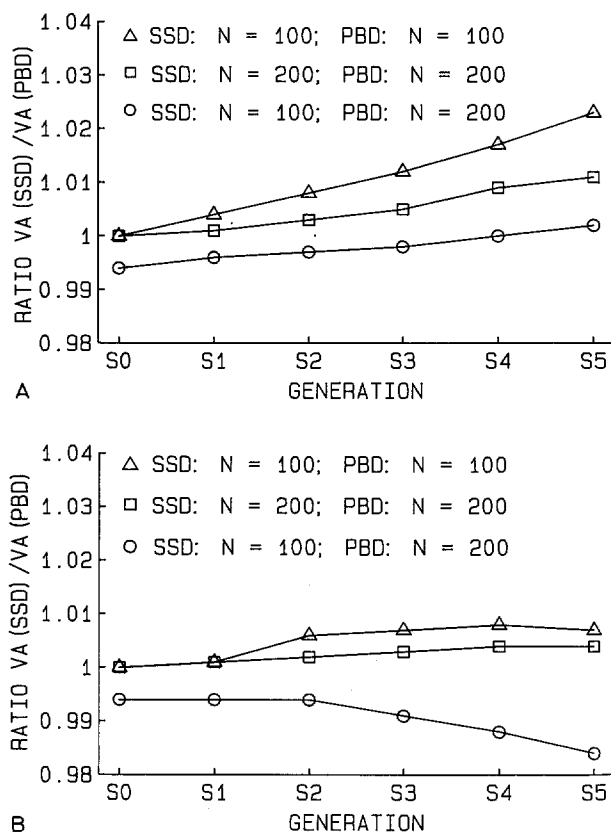 1.04
1.03
1.02
1.01
1
0.99
0.98
RATIO VA (SSD) / VA (PBD)
SSD: N = 100; PBD: N = 100
SSD: N = 200; PBD: N = 200
SSD: N = 100; PBD: N = 200
S0 S1 S2 S3 S4 S5
A GENERATION
1.04
1.03
1.02
1.01
1
0.99
0.98
RATIO VA (SSD) / VA (PBD)
SSD: N = 100; PBD: N = 100
SSD: N = 200; PBD: N = 200
SSD: N = 100; PBD: N = 200
S0 S1 S2 S3 S4 S5
B GENERATION